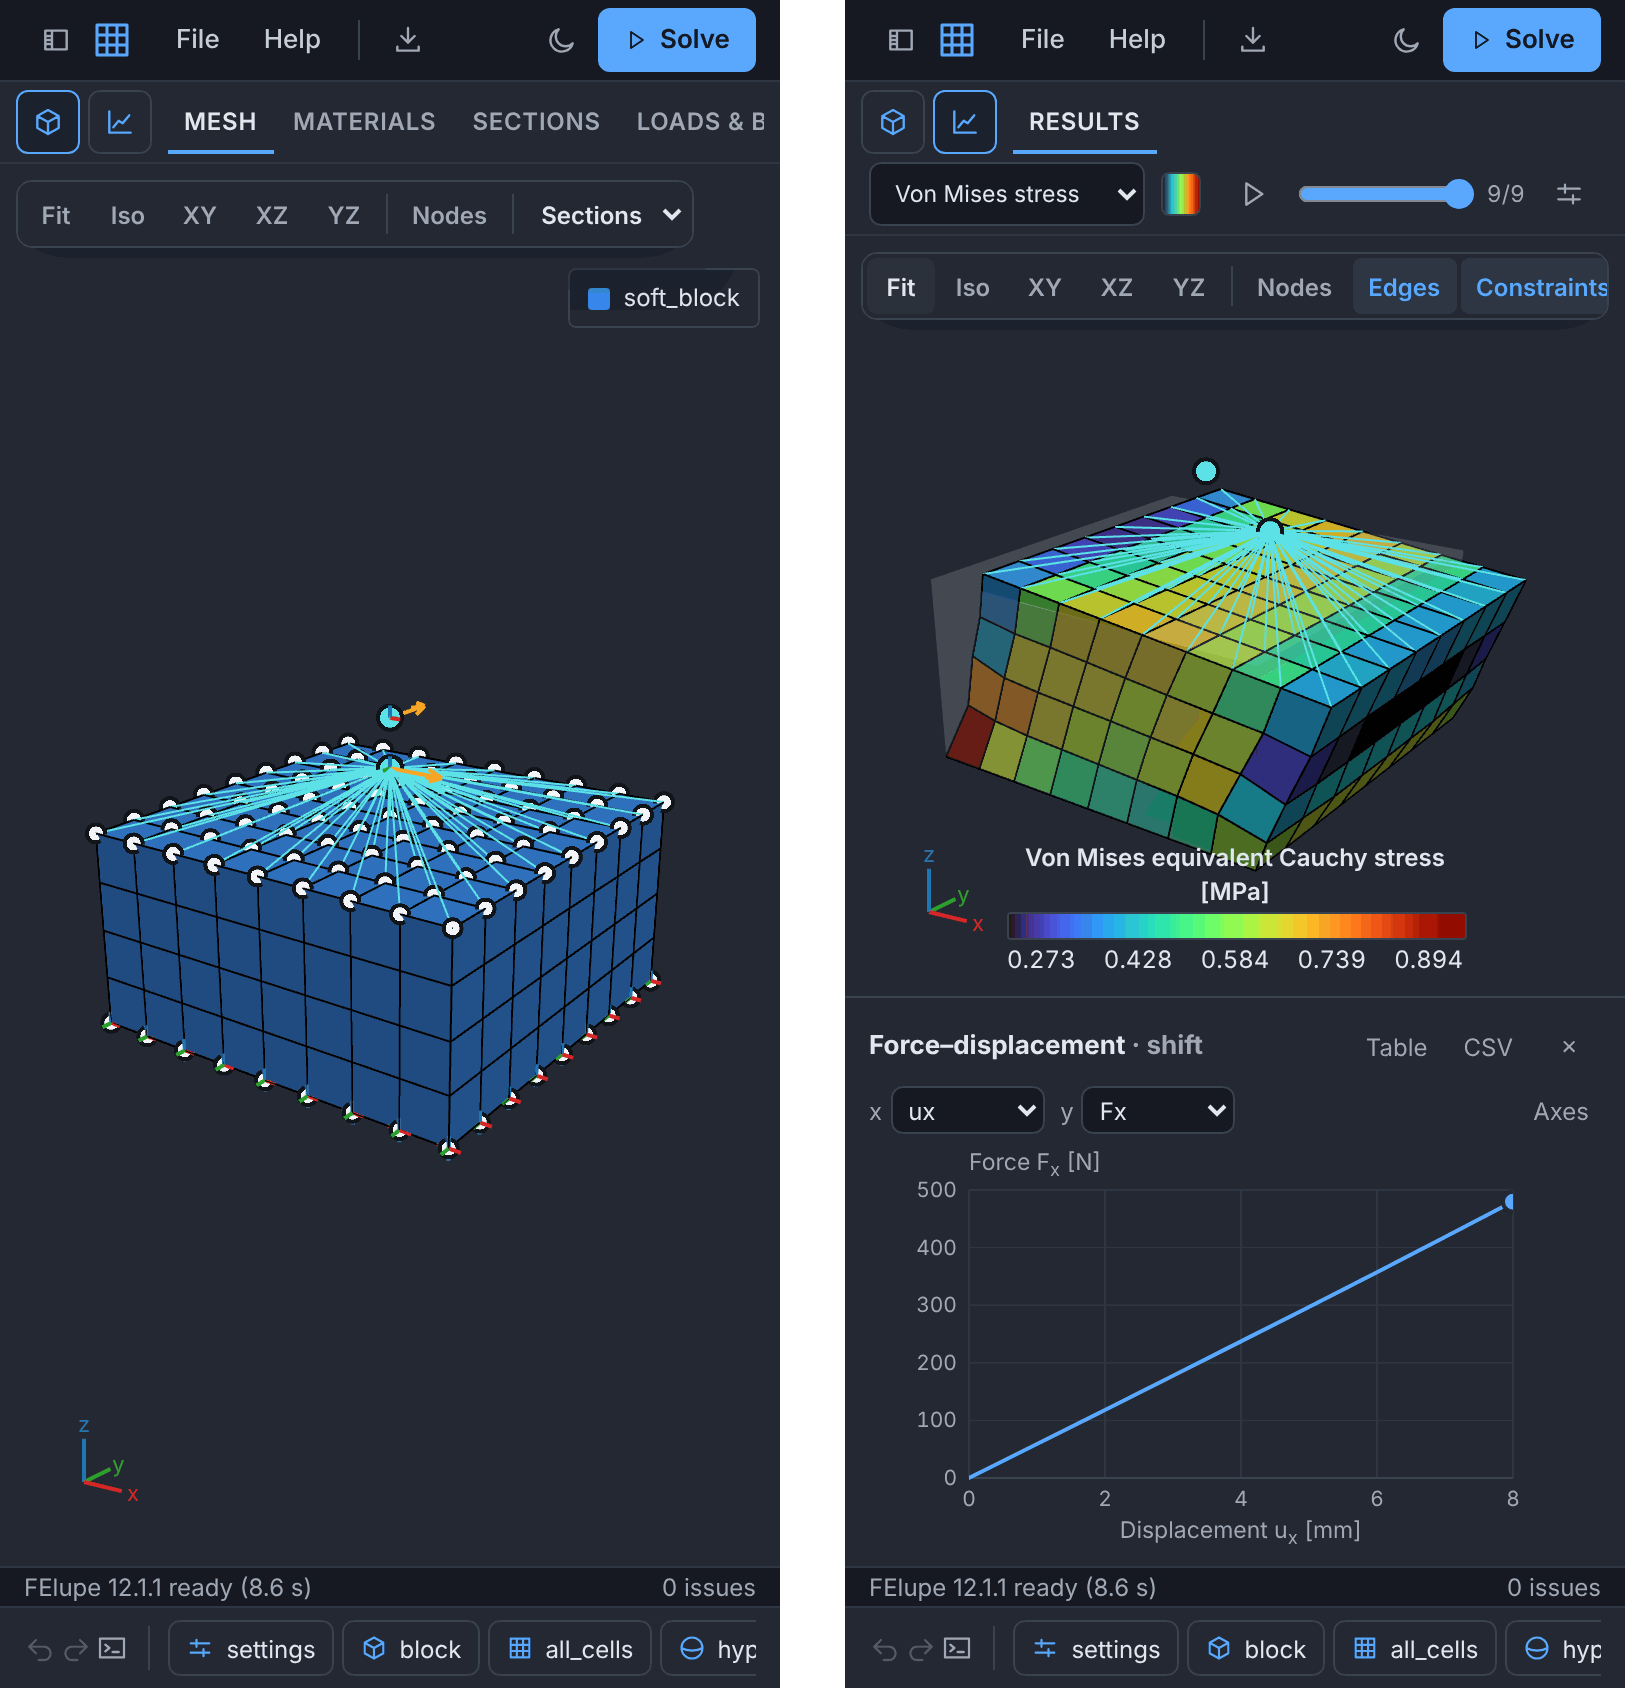 File Help Solve
MESH MATERIALS SECTIONS LOADS & B
Fit Iso XY XZ YZ Nodes Sections
soft_block
z
y
x
FElupe 12.1.1 ready (8.6 s) 0 issues
settings block all_cells hyp
File Help Solve
RESULTS
Von Mises stress 9/9
Fit Iso XY XZ YZ Nodes Edges Constraints
Von Mises equivalent Cauchy stress
[MPa]
z
y
x
0.273 0.428 0.584 0.739 0.894
Force–displacement · shift Table CSV ×
x ux y Fx Axes
Force Fx [N]
500
400
300
200
100
0
0 2 4 6 8
Displacement ux [mm]
FElupe 12.1.1 ready (8.6 s) 0 issues
settings block all_cells hyp